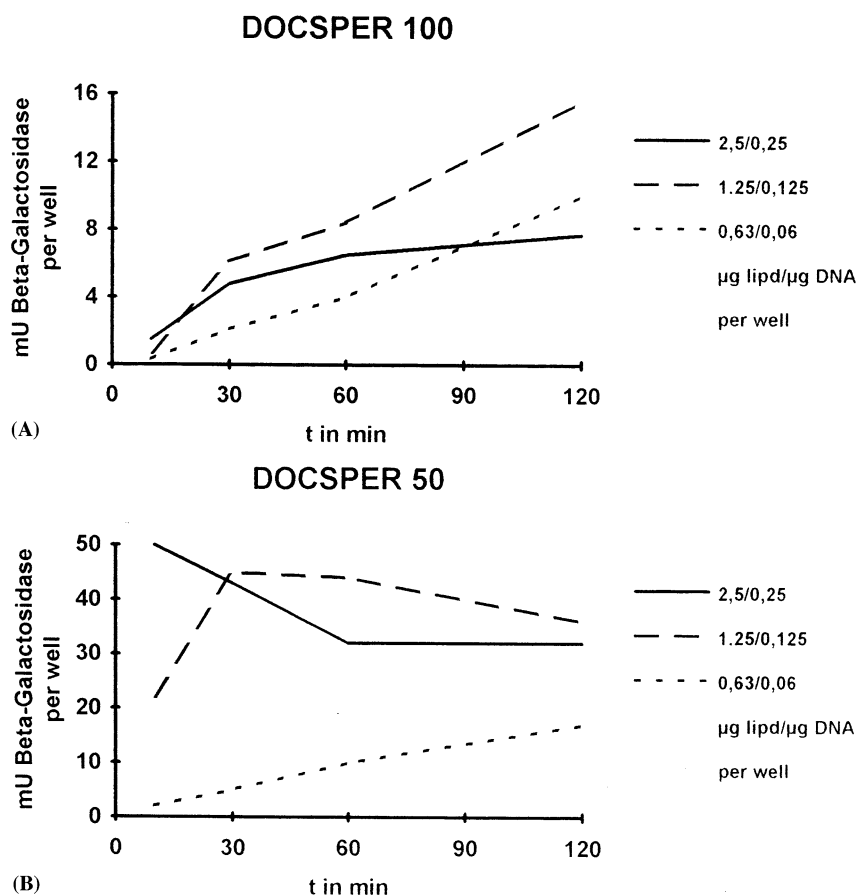 DOCSPER 100
mU Beta-Galactosidase
per well
16
12
8
4
0
0 30 60 90 120
t in min
2,5/0,25
1.25/0,125
0,63/0,06
µg lipd/µg DNA
per well
(A)
DOCSPER 50
mU Beta-Galactosidase
per well
50
40
30
20
10
0
0 30 60 90 120
t in min
2,5/0,25
1.25/0,125
0,63/0,06
µg lipd/µg DNA
per well
(B)